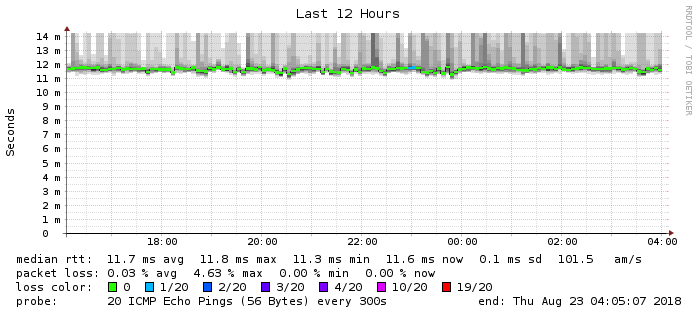 Last 12 Hours
RRDTOOL / TOBI OETIKER
Seconds
14 m
13 m
12 m
11 m
10 m
9 m
8 m
7 m
6 m
5 m
4 m
3 m
2 m
1 m
0
18:00 20:00 22:00 00:00 02:00 04:00
median rtt: 11.7 ms avg 11.8 ms max 11.3 ms min 11.6 ms now 0.1 ms sd 101.5 am/s
packet loss: 0.03 % avg 4.63 % max 0.00 % min 0.00 % now
loss color: 0 1/20 2/20 3/20 4/20 10/20 19/20
probe: 20 ICMP Echo Pings (56 Bytes) every 300s end: Thu Aug 23 04:05:07 2018